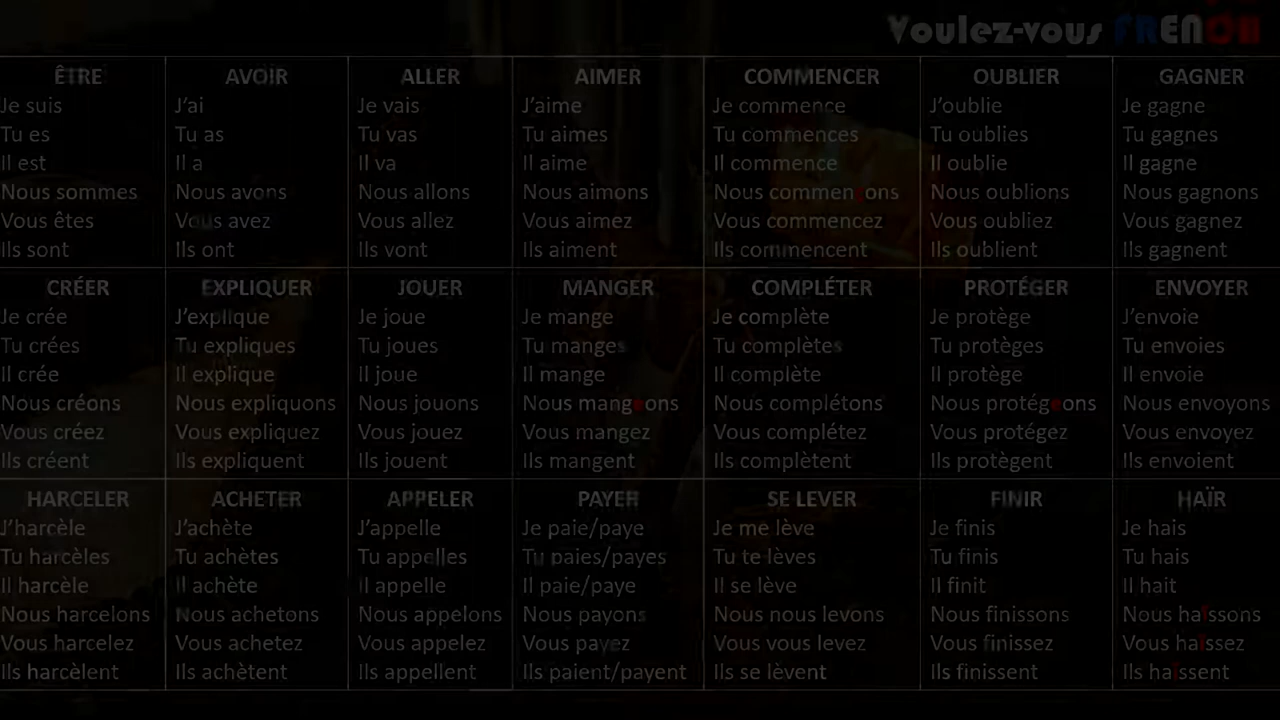 Voulez-vous FRENCH
ÊTRE AVOIR ALLER AIMER COMMENCER OUBLIER GAGNER
Je suis J'ai Je vais J'aime Je commence J'oublie Je gagne
Tu es Tu as Tu vas Tu aimes Tu commences Tu oublies Tu gagnes
Il est Il a Il va Il aime Il commence Il oublie Il gagne
Nous sommes Nous avons Nous allons Nous aimons Nous commençons Nous oublions Nous gagnons
Vous êtes Vous avez Vous allez Vous aimez Vous commencez Vous oubliez Vous gagnez
Ils sont Ils ont Ils vont Ils aiment Ils commencent Ils oublient Ils gagnent
CRÉER EXPLIQUER JOUER MANGER COMPLÉTER PROTÉGER ENVOYER
Je crée J'explique Je joue Je mange Je complète Je protège J'envoie
Tu crées Tu expliques Tu joues Tu manges Tu complètes Tu protèges Tu envoies
Il crée Il explique Il joue Il mange Il complète Il protège Il envoie
Nous créons Nous expliquons Nous jouons Nous mangeons Nous complétons Nous protégeons Nous envoyons
Vous créez Vous expliquez Vous jouez Vous mangez Vous complétez Vous protégez Vous envoyez
Ils créent Ils expliquent Ils jouent Ils mangent Ils complètent Ils protègent Ils envoient
HARCELER ACHETER APPELER PAYER SE LEVER FINIR HAÏR
J'harcèle J'achète J'appelle Je paie/paye Je me lève Je finis Je hais
Tu harcèles Tu achètes Tu appelles Tu paies/payes Tu te lèves Tu finis Tu hais
Il harcèle Il achète Il appelle Il paie/paye Il se lève Il finit Il hait
Nous harcelons Nous achetons Nous appelons Nous payons Nous nous levons Nous finissons Nous haïssons
Vous harcelez Vous achetez Vous appelez Vous payez Vous vous levez Vous finissez Vous haïssez
Ils harcèlent Ils achètent Ils appellent Ils paient/payent Ils se lèvent Ils finissent Ils haïssent